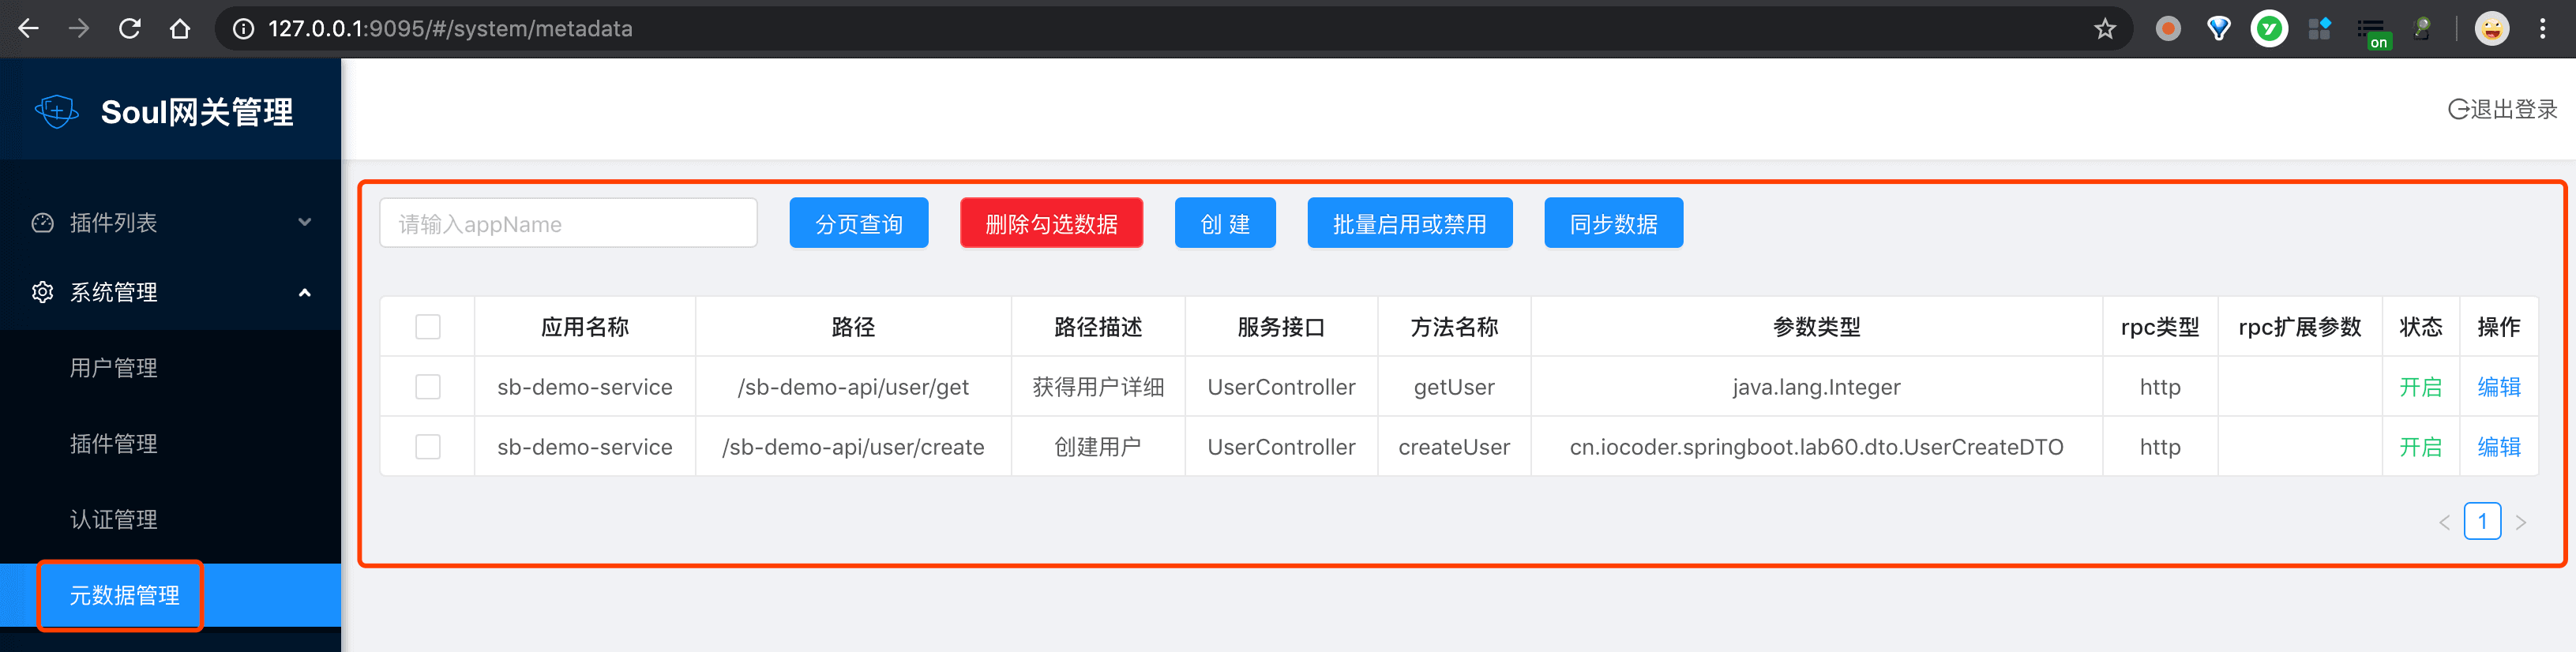 127.0.0.1:9095/#/system/metadata
on
Soul网关管理
退出登录
插件列表
系统管理
用户管理
插件管理
认证管理
元数据管理
请输入appName 分页查询 删除勾选数据 创 建 批量启用或禁用 同步数据
应用名称 路径 路径描述 服务接口 方法名称 参数类型 rpc类型 rpc扩展参数 状态 操作
sb-demo-service /sb-demo-api/user/get 获得用户详细 UserController getUser java.lang.Integer http 开启 编辑
sb-demo-service /sb-demo-api/user/create 创建用户 UserController createUser cn.iocoder.springboot.lab60.dto.UserCreateDTO http 开启 编辑
< 1 >